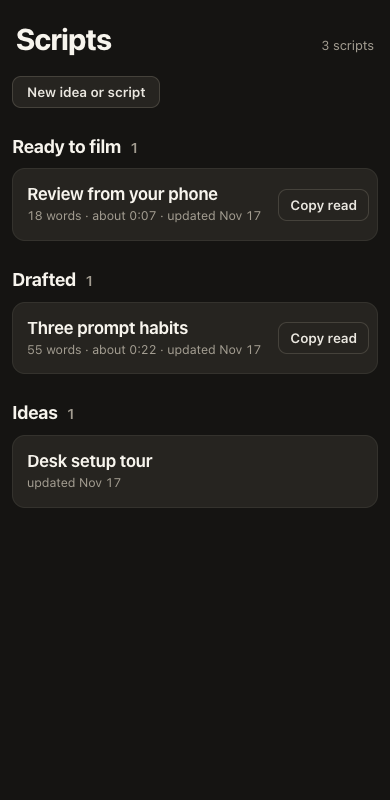 Scripts
3 scripts
New idea or script
Ready to film 1
Review from your phone
18 words · about 0:07 · updated Nov 17
Copy read
Drafted 1
Three prompt habits
55 words · about 0:22 · updated Nov 17
Copy read
Ideas 1
Desk setup tour
updated Nov 17